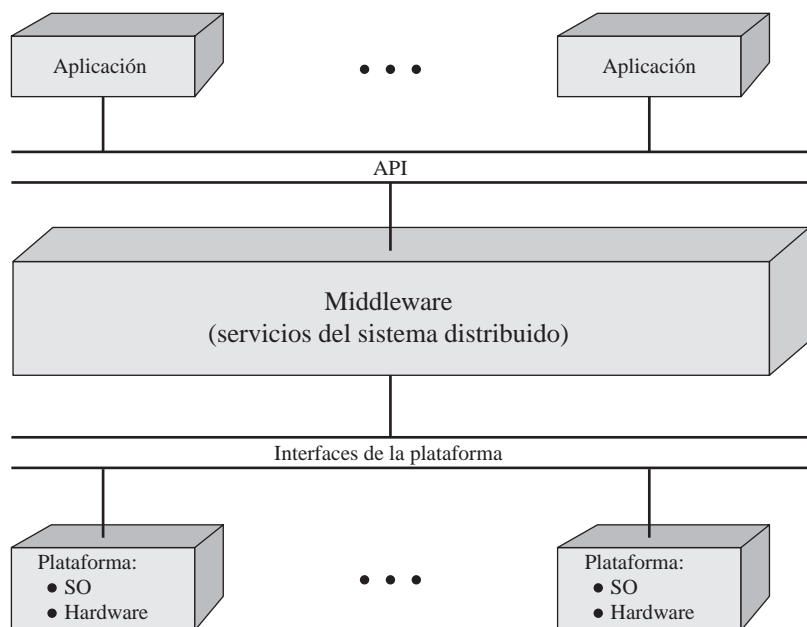 Aplicación
Aplicación
API
Middleware
(servicios del sistema distribuido)
Interfaces de la plataforma
Plataforma:
● SO
● Hardware
Plataforma:
● SO
● Hardware